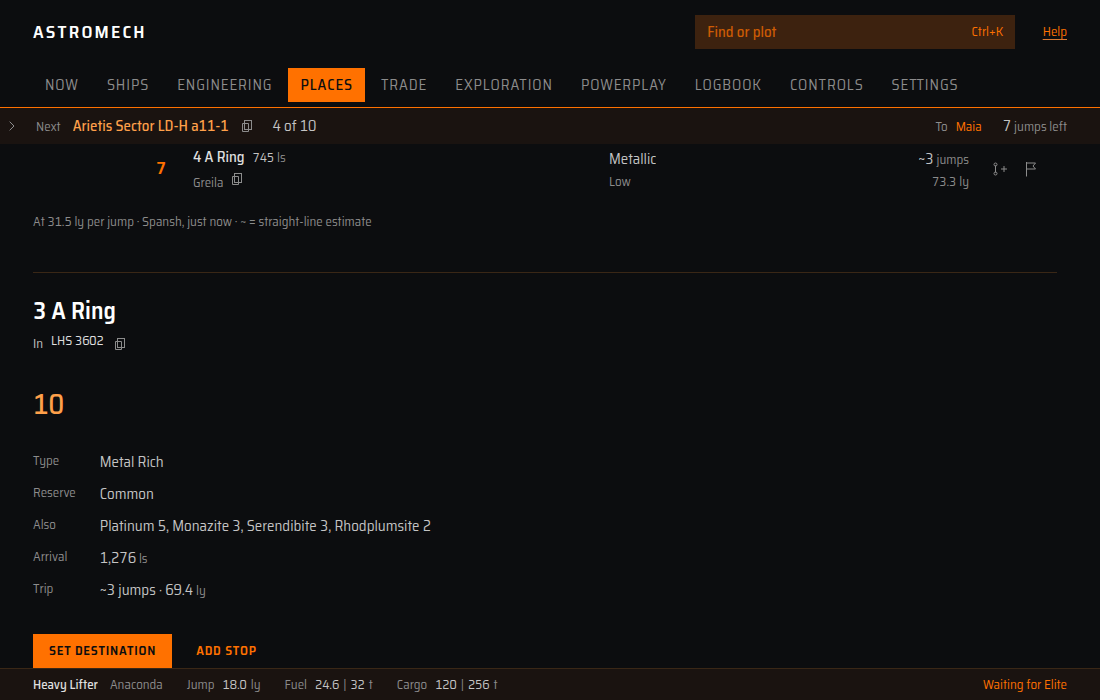 ASTROMECH
Find or plot Ctrl+K Help
NOW SHIPS ENGINEERING PLACES TRADE EXPLORATION POWERPLAY LOGBOOK CONTROLS SETTINGS
Next Arietis Sector LD-H a11-1 4 of 10 To Maia 7 jumps left
7 4 A Ring 745 ls Metallic ~3 jumps
Greila Low 73.3 ly
At 31.5 ly per jump · Spansh, just now · ~ = straight-line estimate
3 A Ring
In LHS 3602
10
Type Metal Rich
Reserve Common
Also Platinum 5, Monazite 3, Serendibite 3, Rhodplumsite 2
Arrival 1,276 ls
Trip ~3 jumps · 69.4 ly
SET DESTINATION ADD STOP
Heavy Lifter Anaconda Jump 18.0 ly Fuel 24.6 | 32 t Cargo 120 | 256 t Waiting for Elite